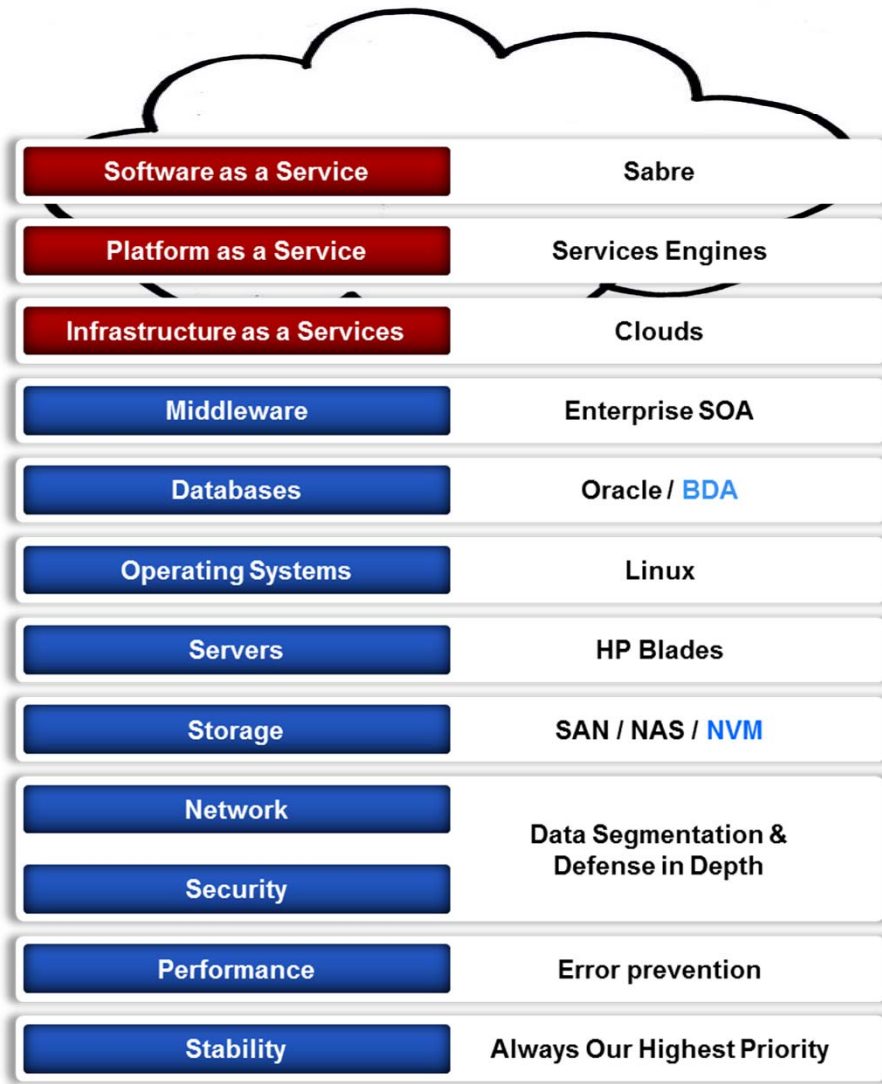 Software as a Service Sabre
Platform as a Service Services Engines
Infrastructure as a Services Clouds
Middleware Enterprise SOA
Databases Oracle / BDA
Operating Systems Linux
Servers HP Blades
Storage SAN / NAS / NVM
Network
Security
Data Segmentation &
Defense in Depth
Performance Error prevention
Stability Always Our Highest Priority